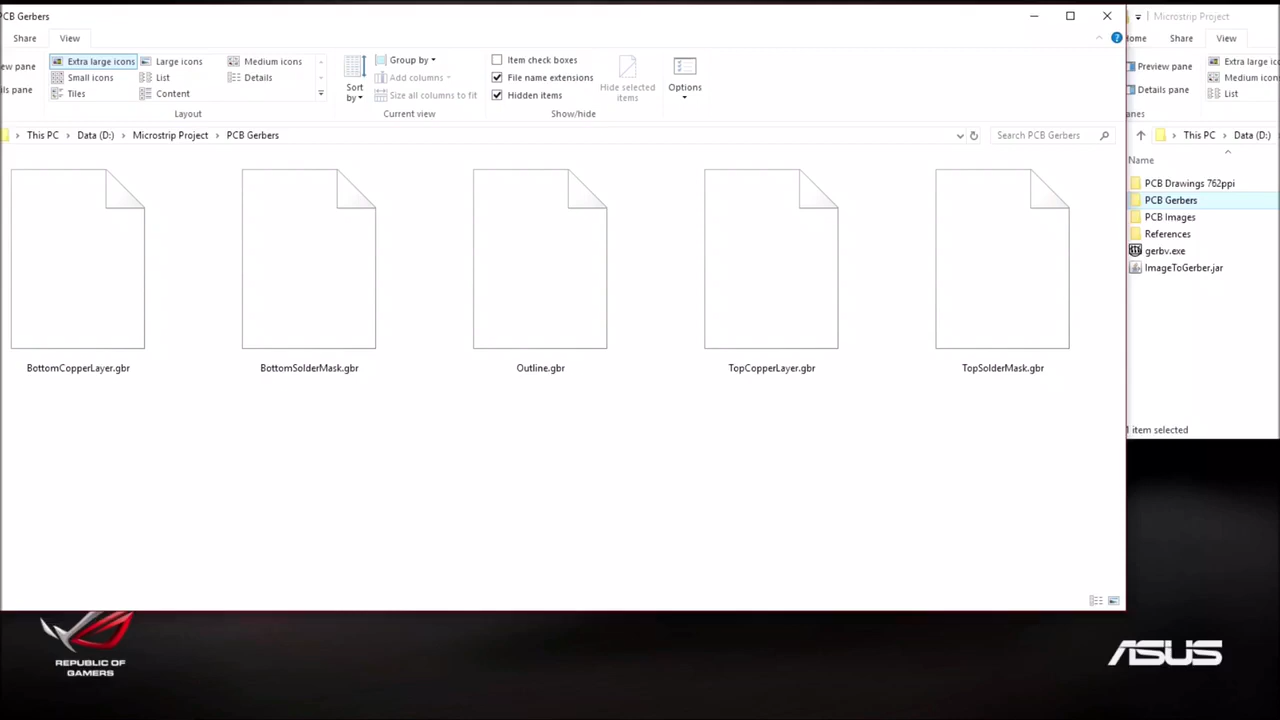 PCB Gerbers
Share
View
ew pane
ls pane
Extra large icons
Large icons
Medium icons
Small icons
List
Details
Tiles
Content
Layout
Sort
by
Group by
Add columns
Size all columns to fit
Current view
Item check boxes
File name extensions
Hidden items
Hide selected
items
Show/hide
Options
This PC > Data (D:) > Microstrip Project > PCB Gerbers
Search PCB Gerbers
BottomCopperLayer.gbr
BottomSolderMask.gbr
Outline.gbr
TopCopperLayer.gbr
TopSolderMask.gbr
Microstrip Project
Home
Share
View
Preview pane
Details pane
anes
Extra large ico
Medium icon
List
This PC > Data (D:)
Name
PCB Drawings 762ppi
PCB Gerbers
PCB Images
References
gerbv.exe
ImageToGerber.jar
1 item selected
REPUBLIC OF
GAMERS
ASUS